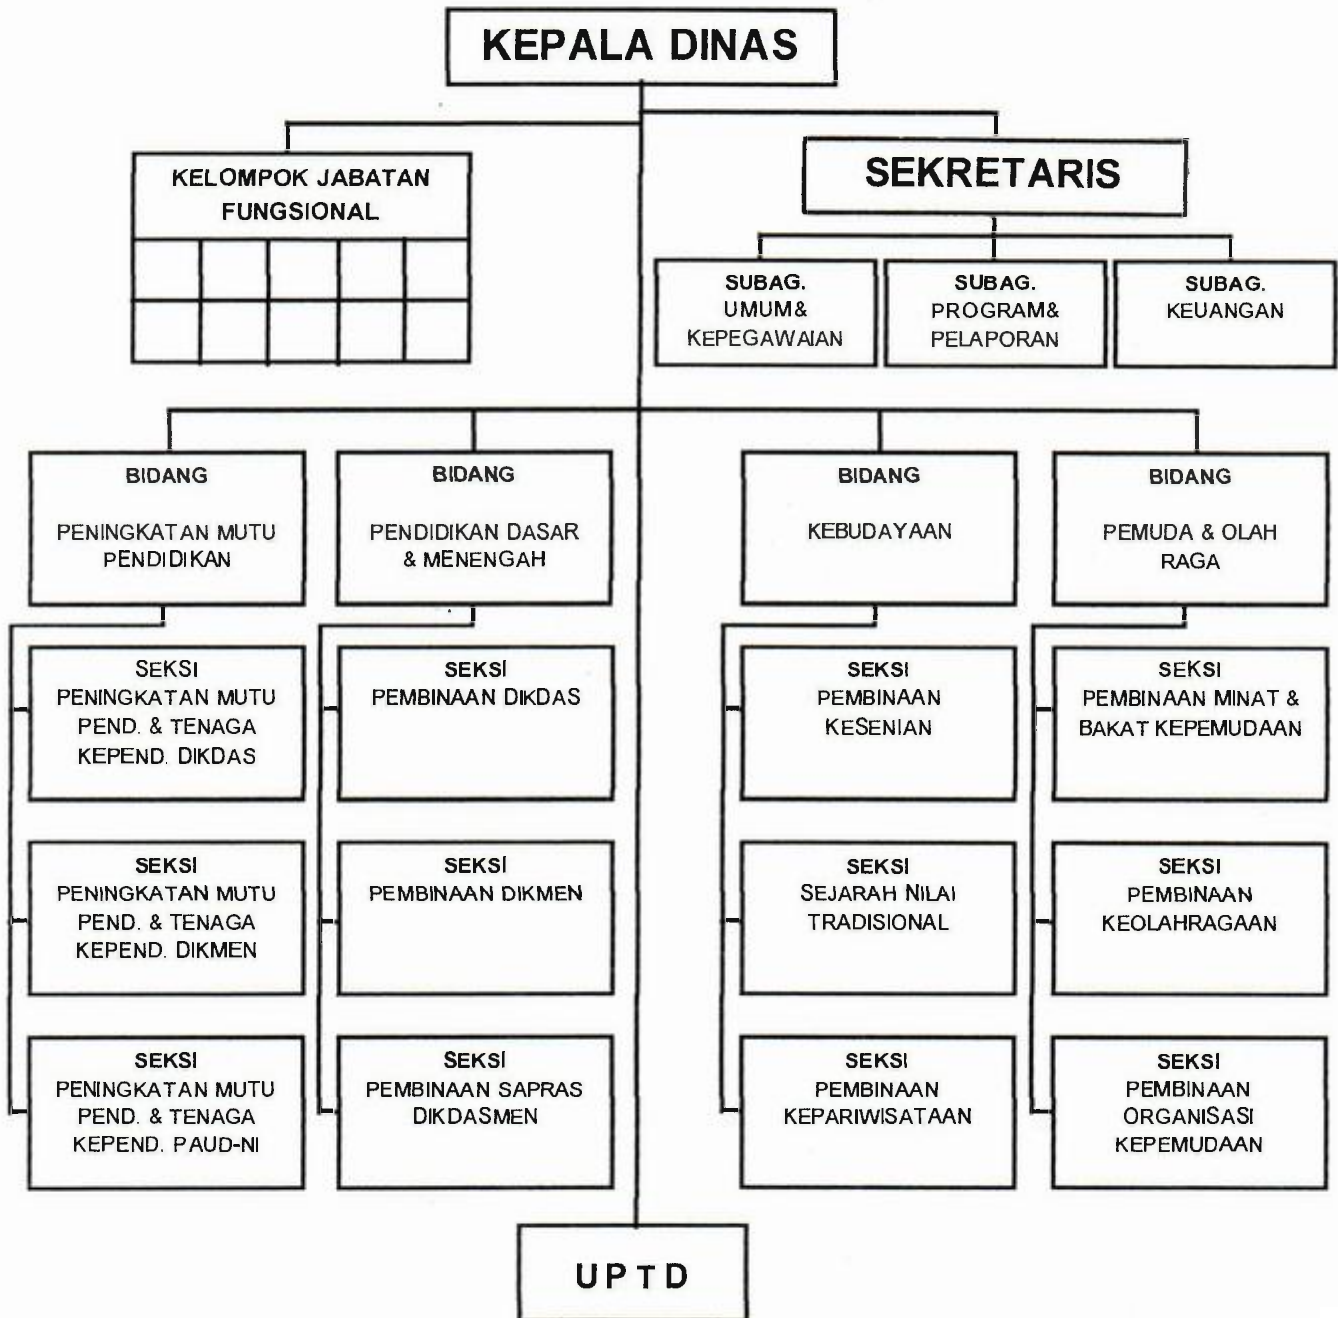 KEPALA DINAS
KELOMPOK JABATAN
FUNGSIONAL
SEKRETARIS
SUBAG.
UMUM&
KEPEGAWAIAN
SUBAG.
PROGRAM&
PELAPORAN
SUBAG.
KEUANGAN
BIDANG
PENINGKATAN MUTU
PENDIDIKAN
BIDANG
PENDIDIKAN DASAR
& MENENGAH
BIDANG
KEBUDAYAAN
BIDANG
PEMUDA & OLAH
RAGA
SEKSI
PENINGKATAN MUTU
PEND. & TENAGA
KEPEND. DIKDAS
SEKSI
PEMBINAAN DIKDAS
SEKSI
PEMBINAAN
KESENIAN
SEKSI
PEMBINAAN MINAT &
BAKAT KEPEMUDAAN
SEKSI
PENINGKATAN MUTU
PEND. & TENAGA
KEPEND. DIKMEN
SEKSI
PEMBINAAN DIKMEN
SEKSI
SEJARAH NILAI
TRADISIONAL
SEKSI
PEMBINAAN
KEOLAHRAGAAN
SEKSI
PENINGKATAN MUTU
PEND. & TENAGA
KEPEND. PAUD-NI
SEKSI
PEMBINAAN SAPRAS
DIKDASMEN
SEKSI
PEMBINAAN
KEPARIWISATAAN
SEKSI
PEMBINAAN
ORGANISASI
KEPEMUDAAN
UPTD